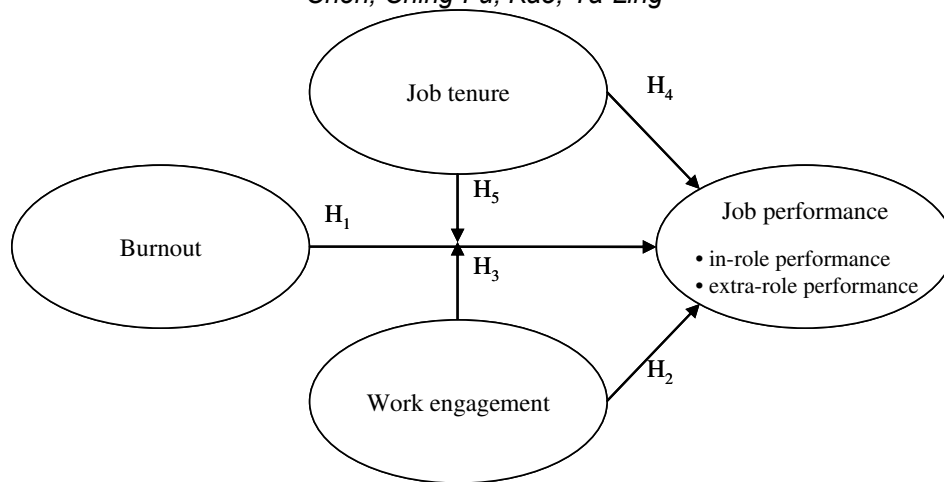 Job tenure
H₄
H₅
H₁
Burnout
Job performance
• in-role performance
• extra-role performance
H₃
Work engagement
H₂